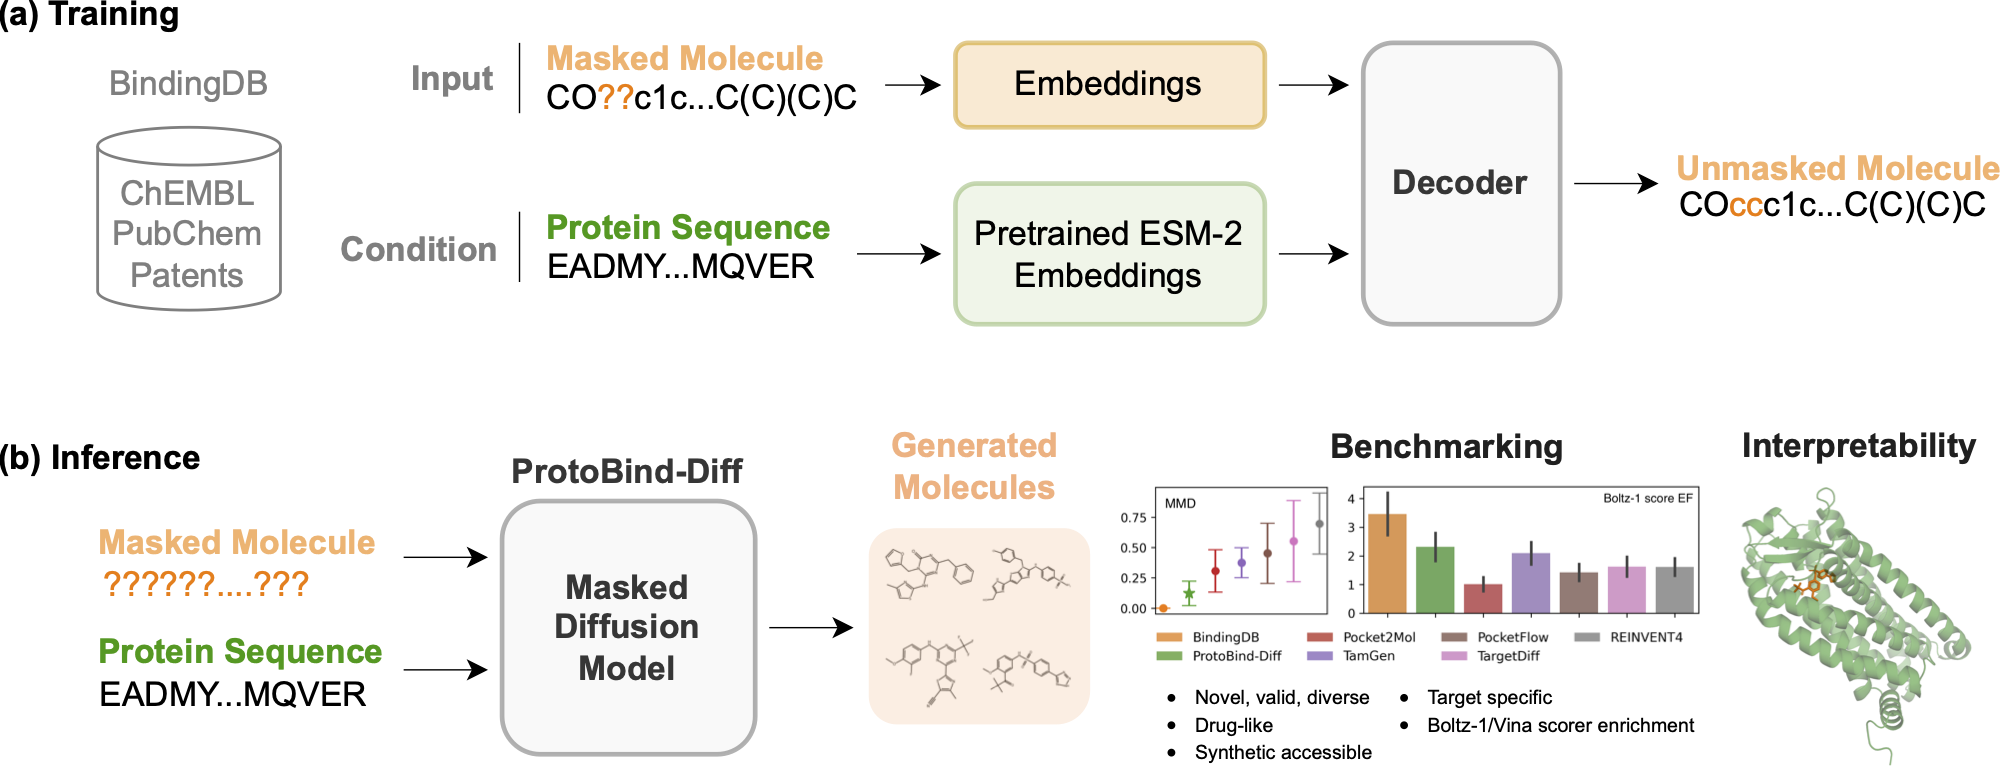 (a) Training
BindingDB
ChEMBL
PubChem
Patents
Input
Masked Molecule
CO??c1c...C(C)(C)C
Embeddings
Condition
Protein Sequence
EADMY...MQVER
Pretrained ESM-2
Embeddings
Decoder
Unmasked Molecule
COccc1c...C(C)(C)C
(b) Inference
Masked Molecule
??????....???
Protein Sequence
EADMY...MQVER
ProtoBind-Diff
Masked
Diffusion
Model
Generated
Molecules
Benchmarking
MMD
0.75
0.50
0.25
0.00
Boltz-1 score EF
4
3
2
1
0
BindingDB
Pocket2Mol
PocketFlow
REINVENT4
ProtoBind-Diff
TamGen
TargetDiff
• Novel, valid, diverse
• Drug-like
• Synthetic accessible
• Target specific
• Boltz-1/Vina scorer enrichment
Interpretability